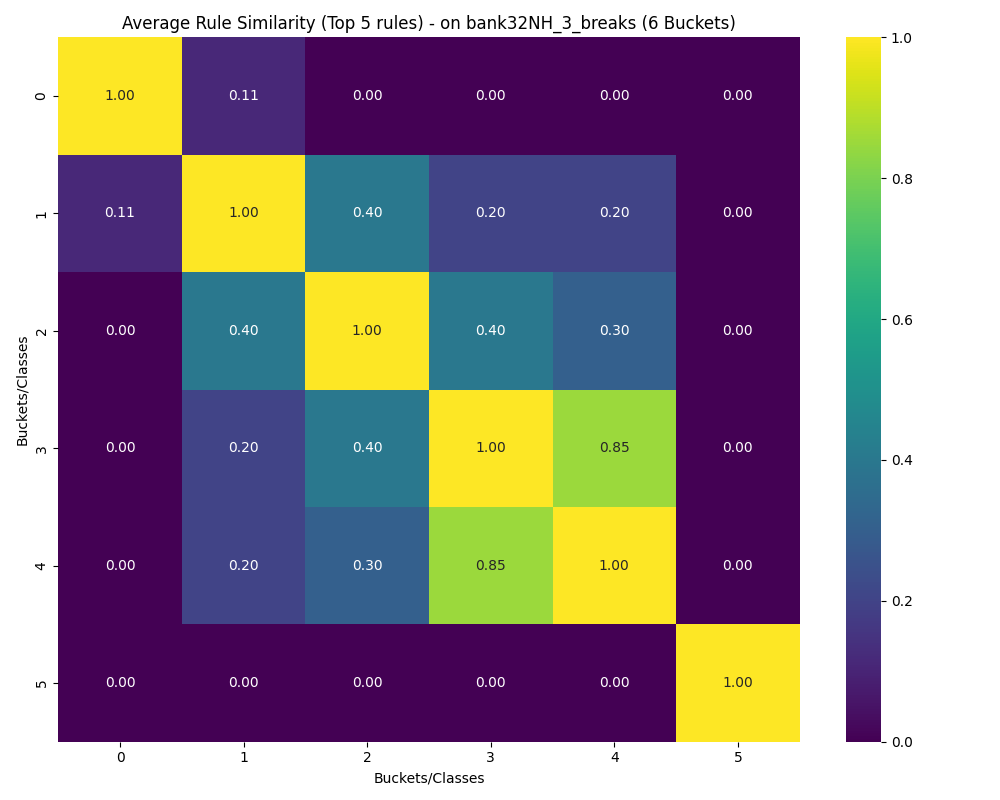 Average Rule Similarity (Top 5 rules) - on bank32NH_3_breaks (6 Buckets)
0 1.00 0.11 0.00 0.00 0.00 0.00
1 0.11 1.00 0.40 0.20 0.20 0.00
2 0.00 0.40 1.00 0.40 0.30 0.00
3 0.00 0.20 0.40 1.00 0.85 0.00
4 0.00 0.20 0.30 0.85 1.00 0.00
5 0.00 0.00 0.00 0.00 0.00 1.00
0 1 2 3 4 5
Buckets/Classes
Buckets/Classes
1.0
0.8
0.6
0.4
0.2
0.0